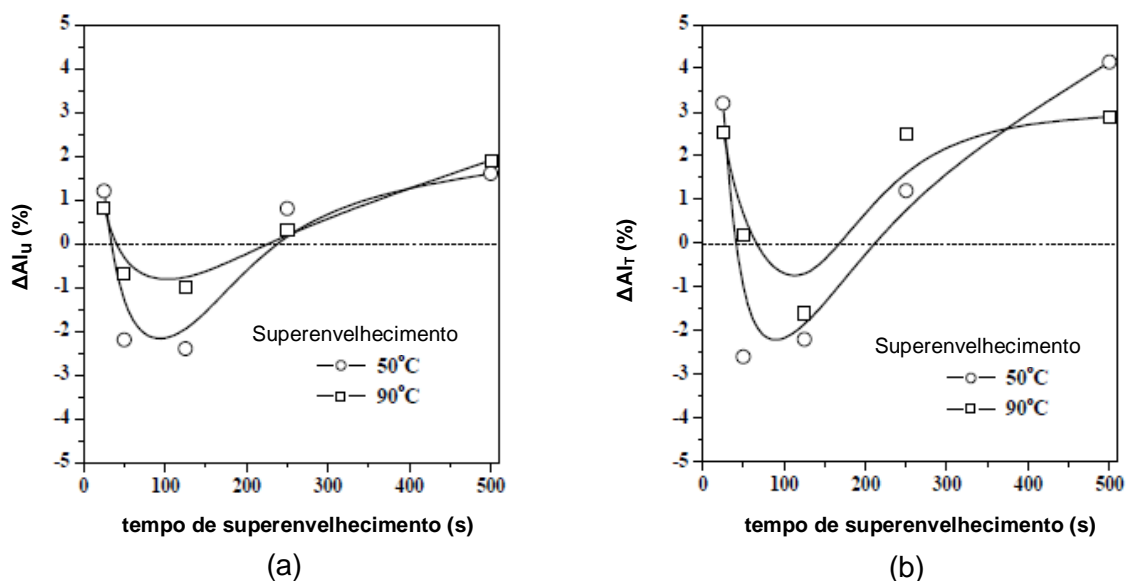 5
4
3
2
1
0
-1
-2
-3
-4
-5
ΔAlᵤ (%)
Superenvelhecimento
50°C
90°C
0 100 200 300 400 500
tempo de superenvelhecimento (s)
(a)
5
4
3
2
1
0
-1
-2
-3
-4
-5
ΔAlT (%)
Superenvelhecimento
50°C
90°C
0 100 200 300 400 500
tempo de superenvelhecimento (s)
(b)